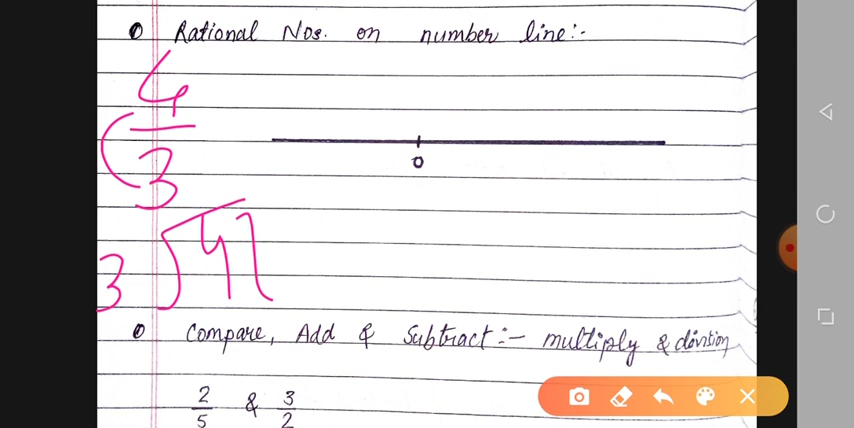 Rational Nos. on number line:-
4
3
0
3 4
Compare, Add & Subtract:- multiply & division
2/5 & 3/2